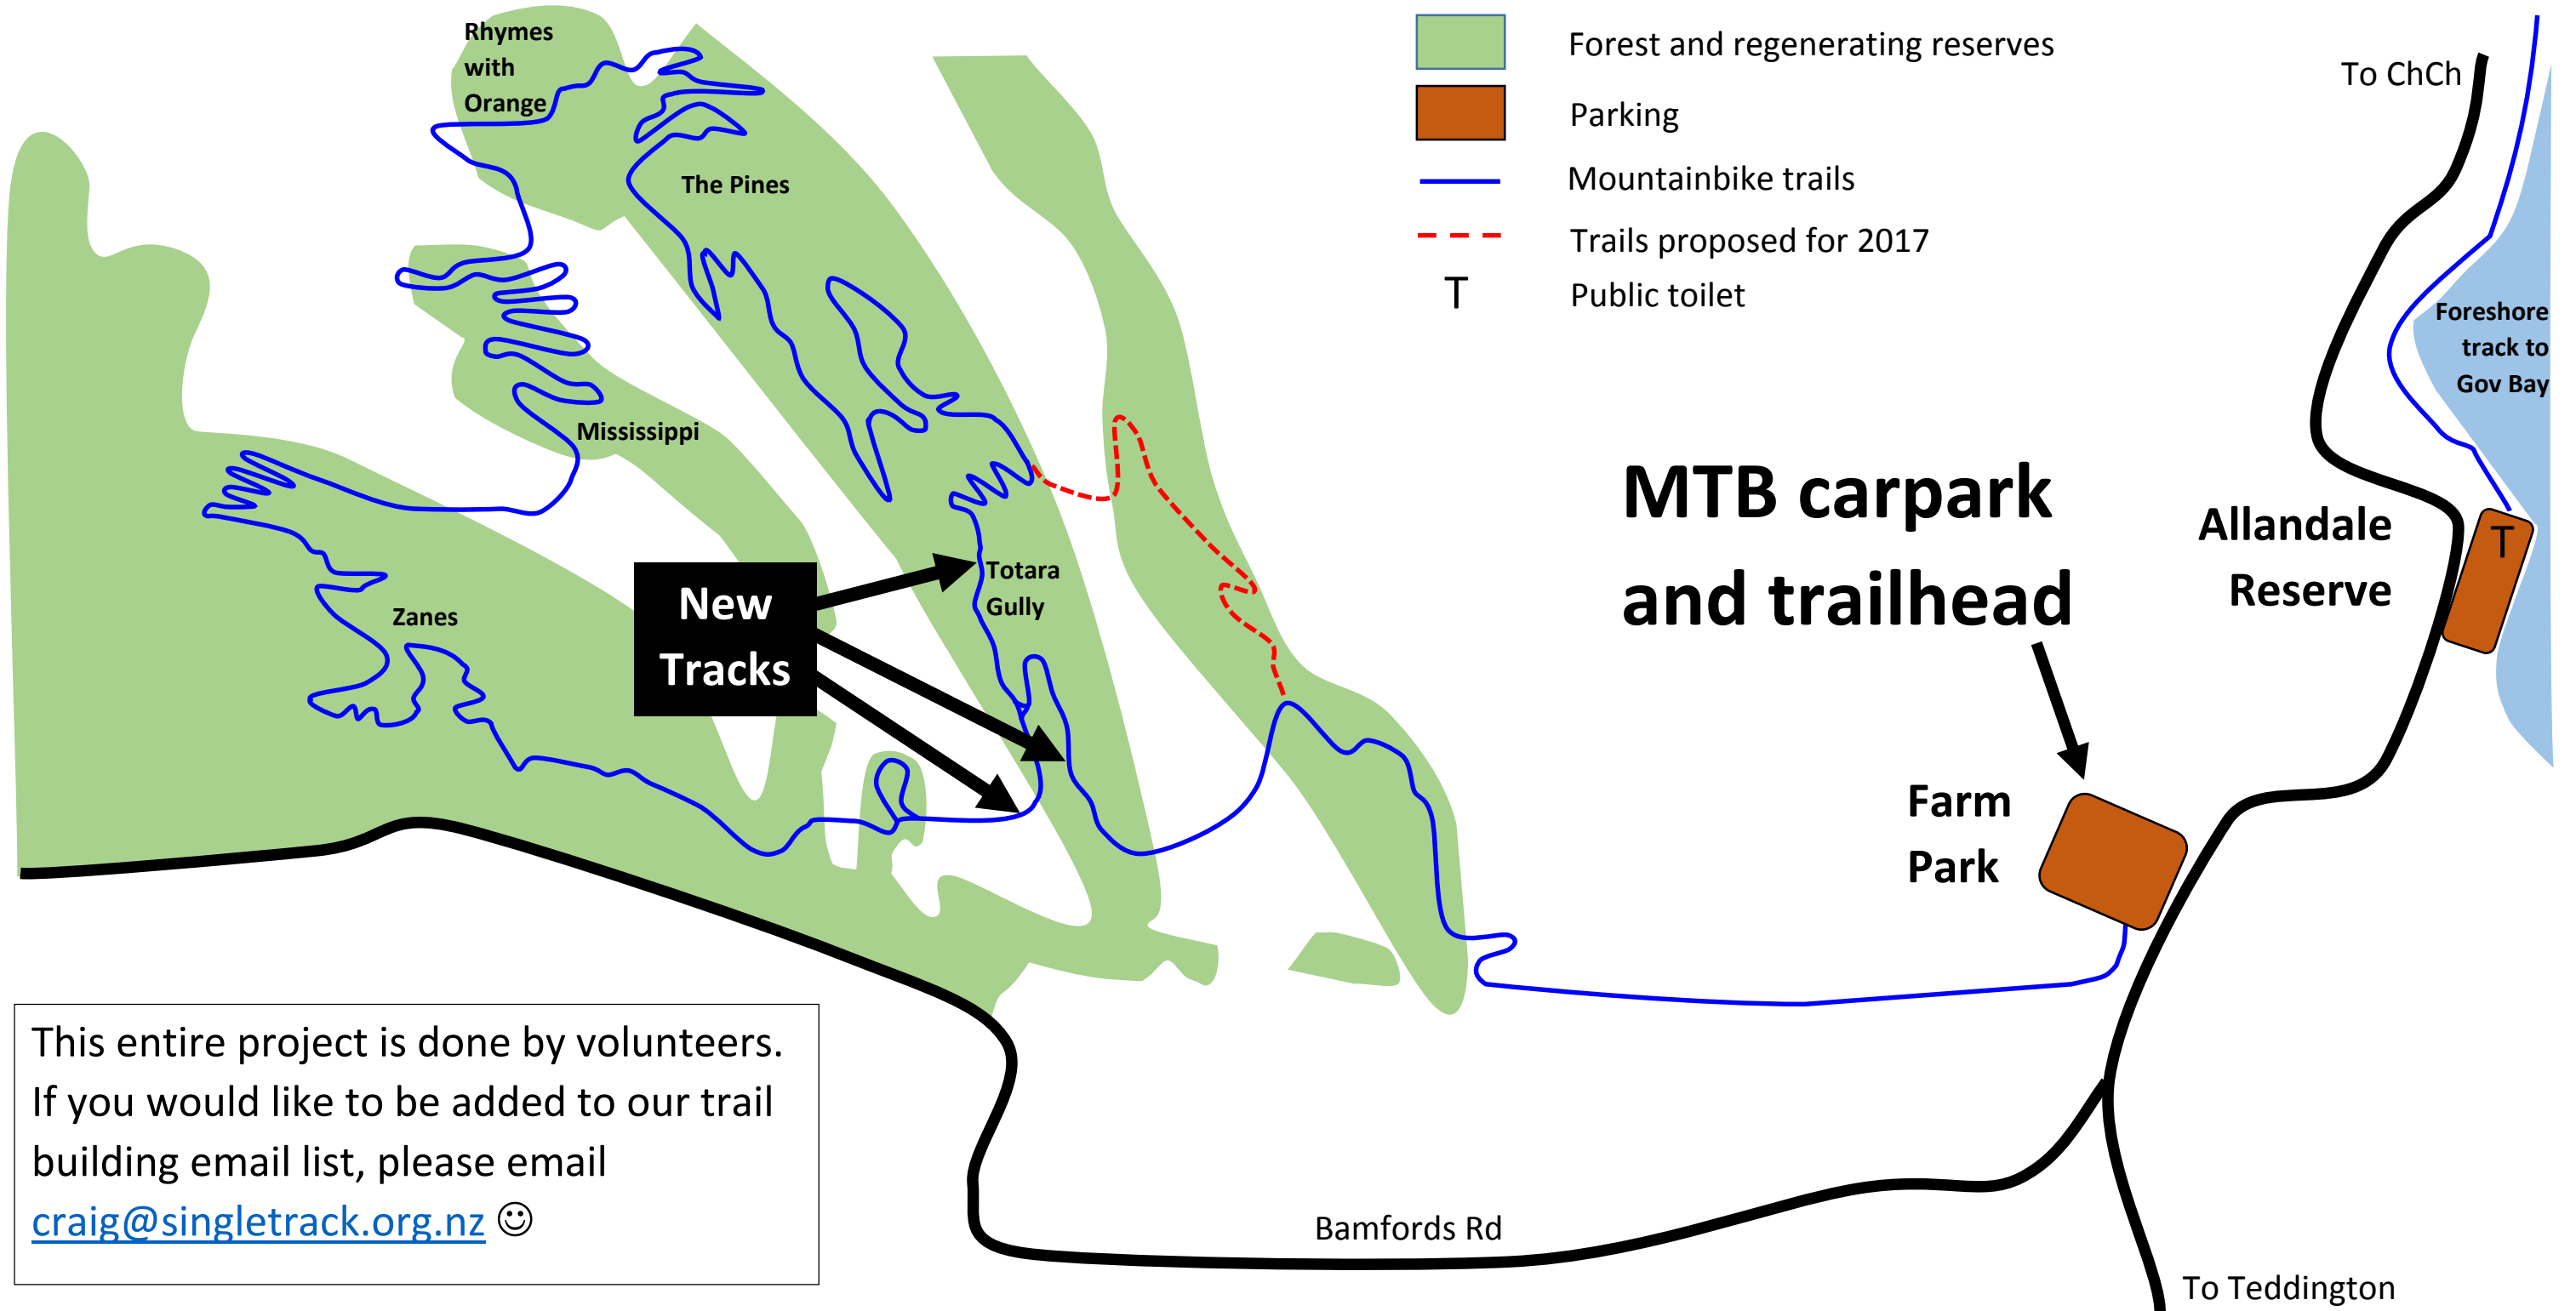 Rhymes
with
Orange
The Pines
Mississippi
Zanes
New
Tracks
Totara
Gully
Forest and regenerating reserves
Parking
Mountainbike trails
Trails proposed for 2017
T
Public toilet
To ChCh
Foreshore
track to
Gov Bay
MTB carpark
and trailhead
Allandale
Reserve
T
Farm
Park
This entire project is done by volunteers.
If you would like to be added to our trail
building email list, please email
craig@singletrack.org.nz ☺
Bamfords Rd
To Teddington